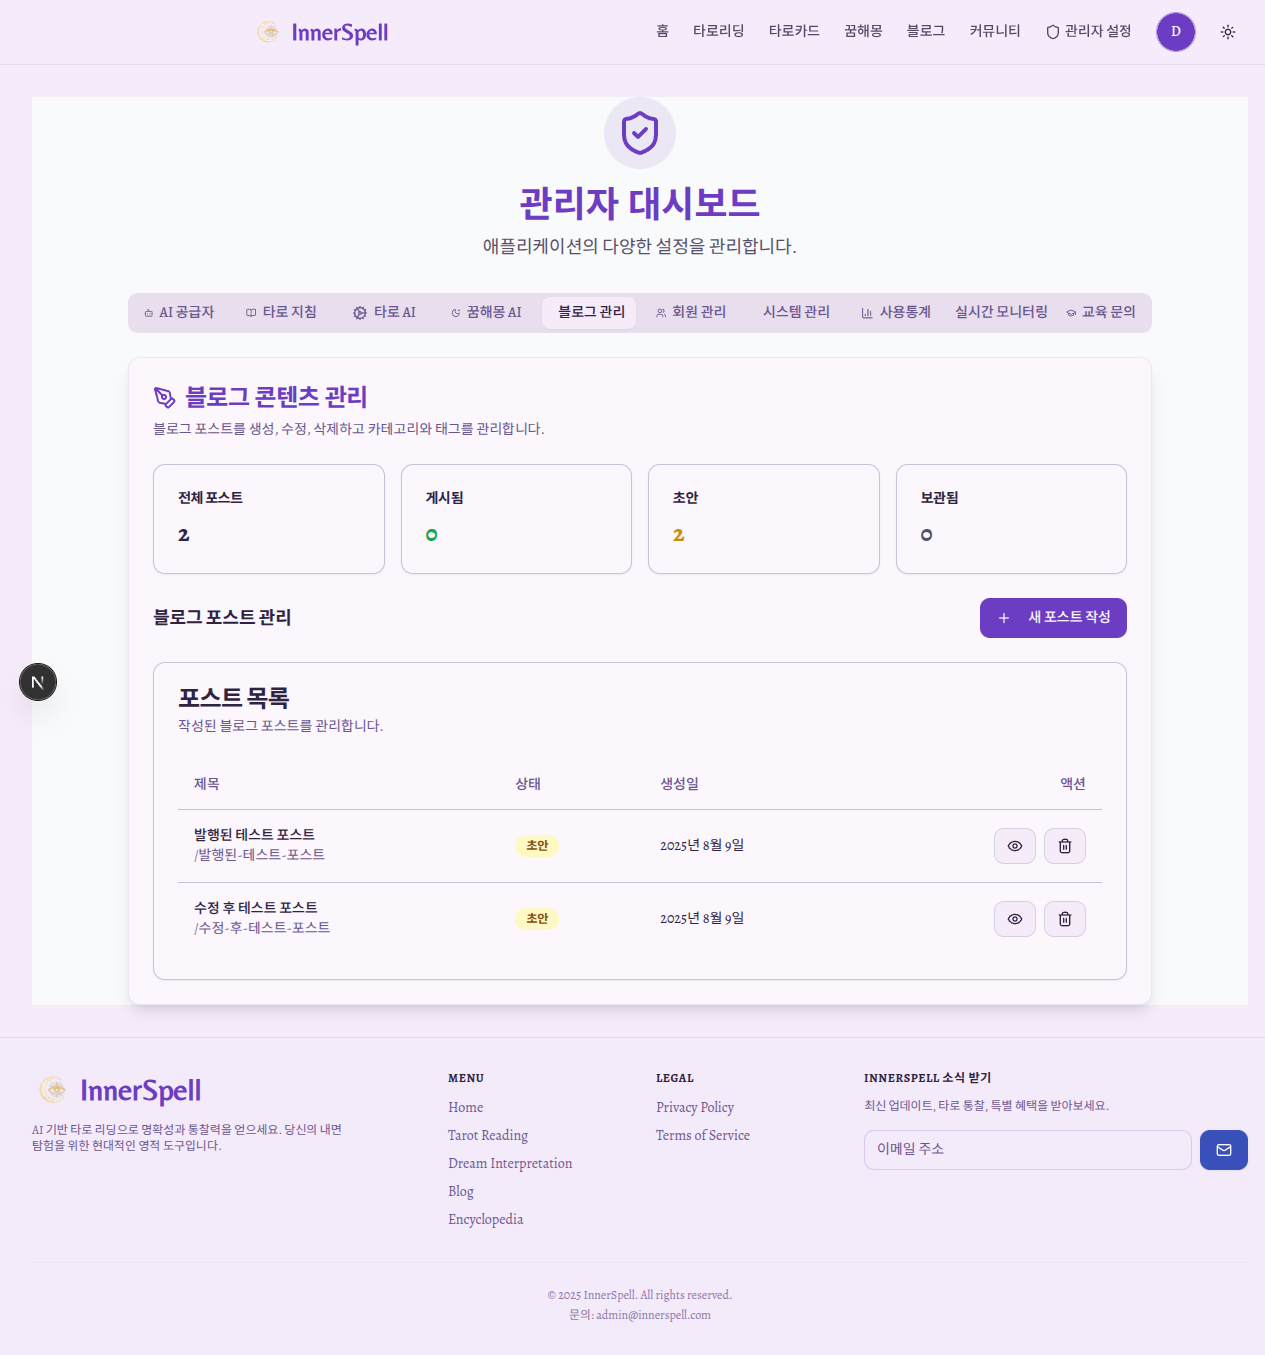 InnerSpell
홈
타로리딩
타로카드
꿈해몽
블로그
커뮤니티
관리자 설정
D
관리자 대시보드
애플리케이션의 다양한 설정을 관리합니다.
AI 공급자
타로 지침
타로 AI
꿈해몽 AI
블로그 관리
회원 관리
시스템 관리
사용통계
실시간 모니터링
교육 문의
블로그 콘텐츠 관리
블로그 포스트를 생성, 수정, 삭제하고 카테고리와 태그를 관리합니다.
전체 포스트
2
게시됨
0
초안
2
보관됨
0
블로그 포스트 관리
새 포스트 작성
N
포스트 목록
작성된 블로그 포스트를 관리합니다.
제목
상태
생성일
액션
발행된 테스트 포스트
/발행된-테스트-포스트
초안
2025년 8월 9일
수정 후 테스트 포스트
/수정-후-테스트-포스트
초안
2025년 8월 9일
InnerSpell
AI 기반 타로 리딩으로 명확성과 통찰력을 얻으세요. 당신의 내면
탐험을 위한 현대적인 영적 도구입니다.
MENU
Home
Tarot Reading
Dream Interpretation
Blog
Encyclopedia
LEGAL
Privacy Policy
Terms of Service
INNERSPELL 소식 받기
최신 업데이트, 타로 통찰, 특별 혜택을 받아보세요.
이메일 주소
© 2025 InnerSpell. All rights reserved.
문의: admin@innerspell.com